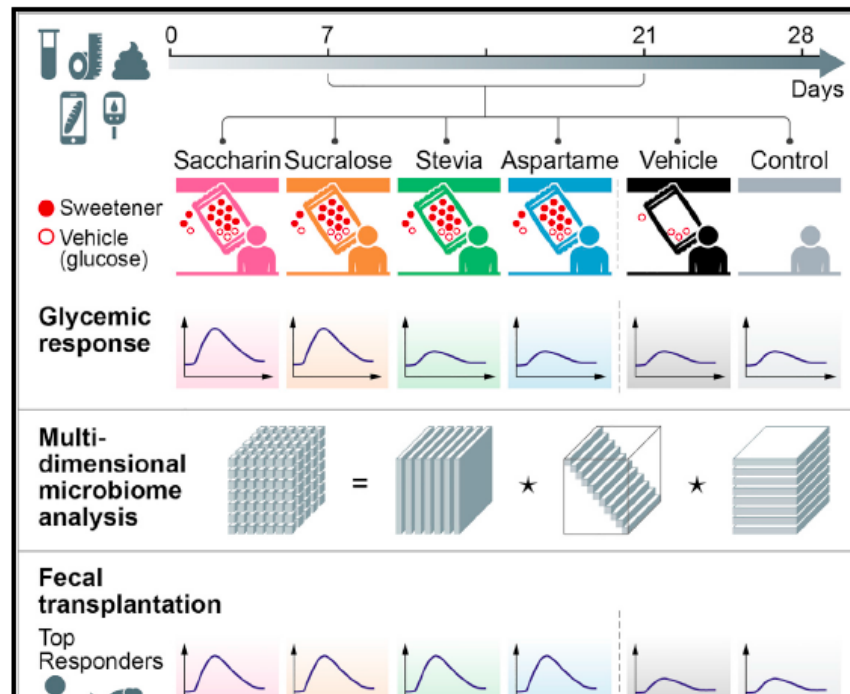 0 7 21 28
Days
Saccharin Sucralose Stevia Aspartame Vehicle Control
Sweetener
Vehicle
(glucose)
Glycemic
response
Multi-
dimensional
microbiome
analysis
= ★ ★
Fecal
transplantation
Top
Responders